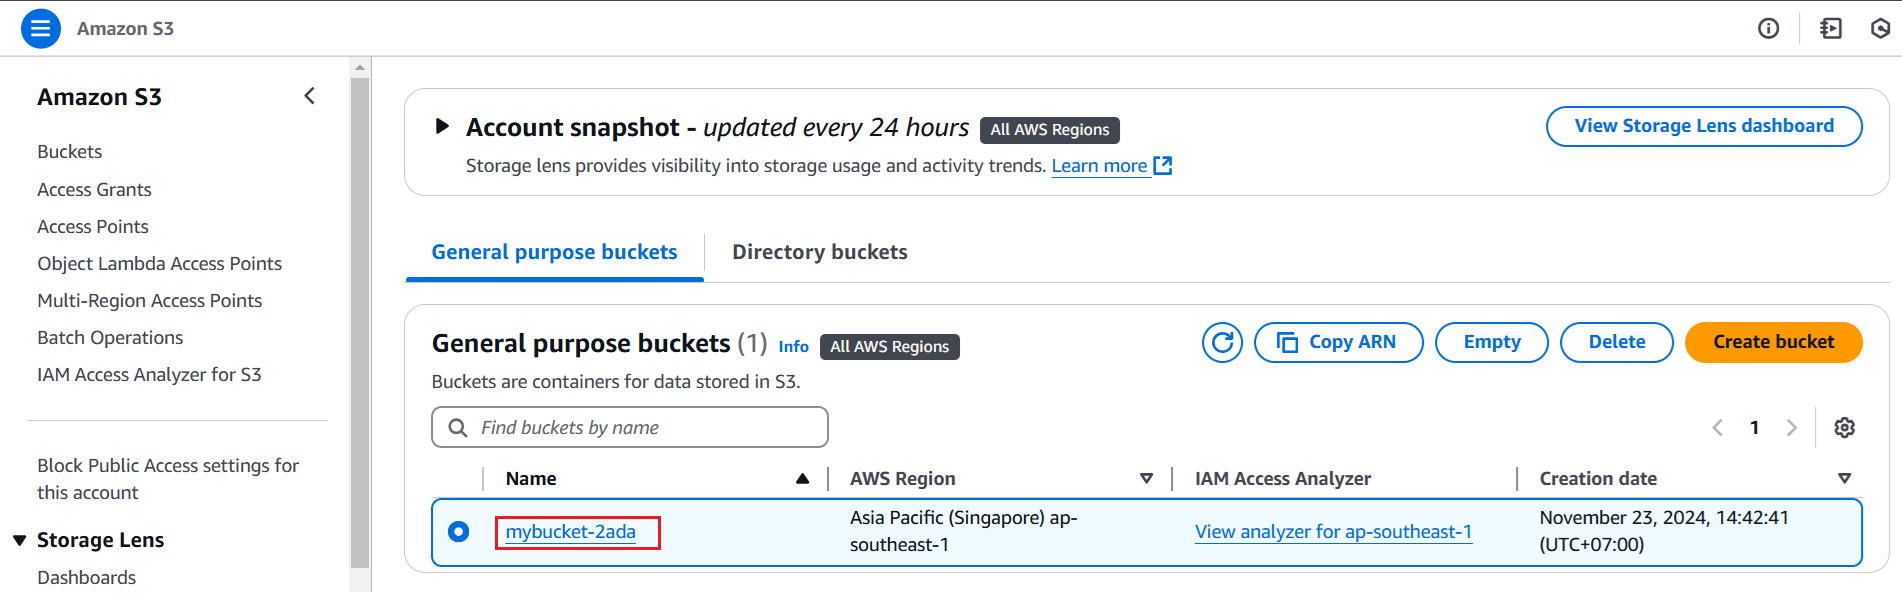 Amazon S3
Amazon S3
Buckets
Access Grants
Access Points
Object Lambda Access Points
Multi-Region Access Points
Batch Operations
IAM Access Analyzer for S3
Block Public Access settings for
this account
Storage Lens
Dashboards
Account snapshot - updated every 24 hours All AWS Regions
View Storage Lens dashboard
Storage lens provides visibility into storage usage and activity trends. Learn more
General purpose buckets Directory buckets
General purpose buckets (1) Info All AWS Regions
Copy ARN Empty Delete Create bucket
Buckets are containers for data stored in S3.
Find buckets by name
1
Name AWS Region IAM Access Analyzer Creation date
mybucket-2ada
Asia Pacific (Singapore) ap-
southeast-1
View analyzer for ap-southeast-1
November 23, 2024, 14:42:41
(UTC+07:00)